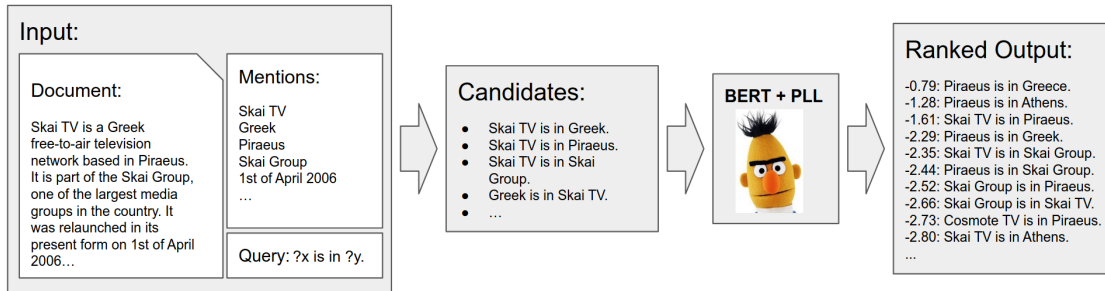 Input:
Document:
Skai TV is a Greek
free-to-air television
network based in Piraeus.
It is part of the Skai Group,
one of the largest media
groups in the country. It
was relaunched in its
present form on 1st of April
2006…
Mentions:
Skai TV
Greek
Piraeus
Skai Group
1st of April 2006
…
Query: ?x is in ?y.
Candidates:
● Skai TV is in Greek.
● Skai TV is in Piraeus.
● Skai TV is in Skai
Group.
● Greek is in Skai TV.
● …
BERT + PLL
Ranked Output:
-0.79: Piraeus is in Greece.
-1.28: Piraeus is in Athens.
-1.61: Skai TV is in Piraeus.
-2.29: Piraeus is in Greek.
-2.35: Skai TV is in Skai Group.
-2.44: Piraeus is in Skai Group.
-2.52: Skai Group is in Piraeus.
-2.66: Skai Group is in Skai TV.
-2.73: Cosmote TV is in Piraeus.
-2.80: Skai TV is in Athens.
...